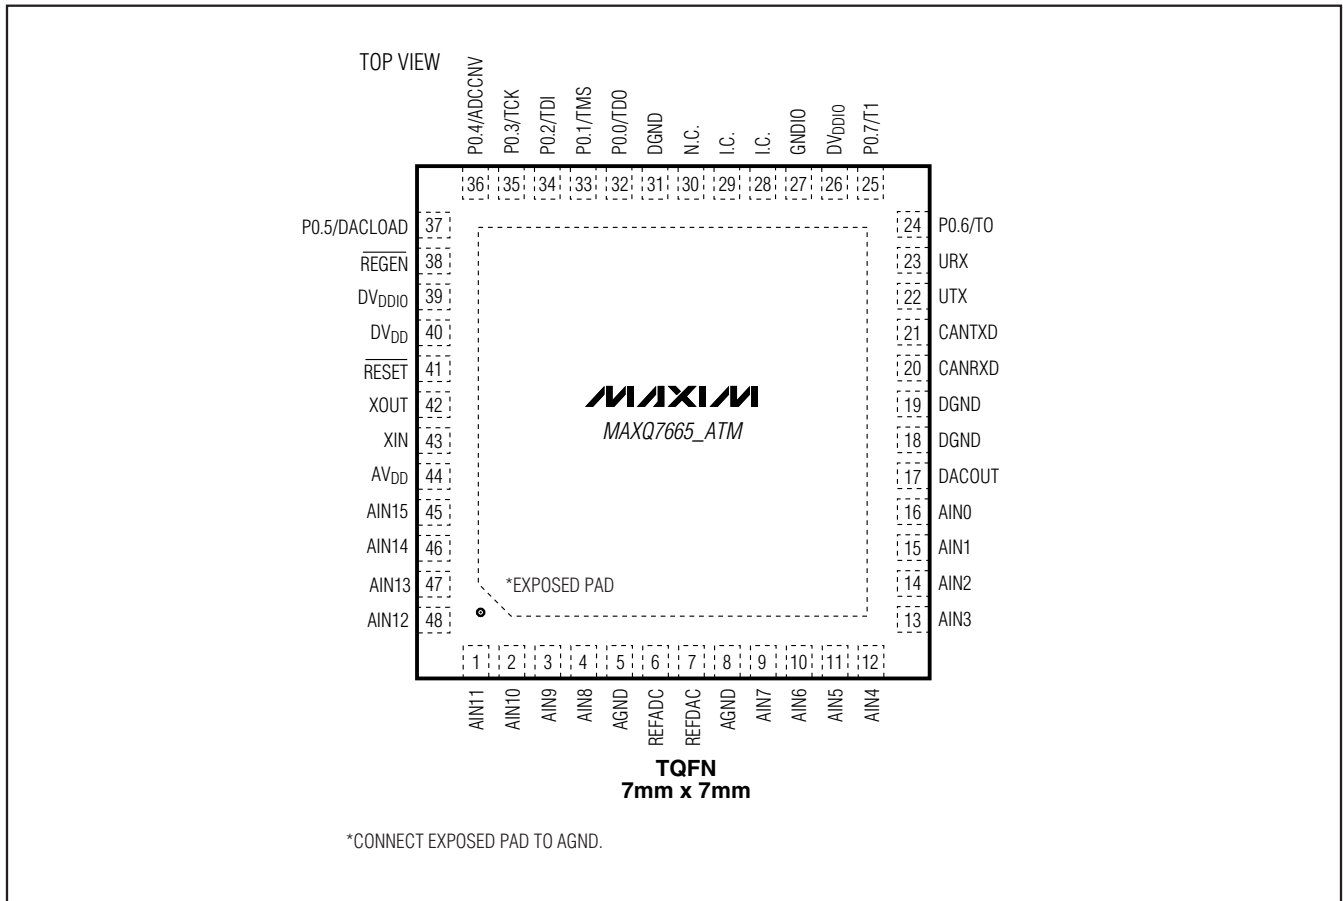 TOP VIEW
P0.4/ADCCNV
P0.3/TCK
P0.2/TDI
P0.1/TMS
P0.0/TDO
DGND
N.C.
I.C.
I.C.
GNDIO
DVDDIO
P0.7/T1
36 35 34 33 32 31 30 29 28 27 26 25
P0.5/DACLOAD 37
REGEN 38
DVDDIO 39
DVDD 40
RESET 41
XOUT 42
XIN 43
AVDD 44
AIN15 45
AIN14 46
AIN13 47
AIN12 48
24 P0.6/T0
23 URX
22 UTX
21 CANTXD
20 CANRXD
19 DGND
18 DGND
17 DACOUT
16 AIN0
15 AIN1
14 AIN2
13 AIN3
MAXIM
MAXQ7665_ATM
*EXPOSED PAD
1 2 3 4 5 6 7 8 9 10 11 12
AIN11
AIN10
AIN9
AIN8
AGND
REFADC
REFDAC
AGND
AIN7
AIN6
AIN5
AIN4
TQFN
7mm x 7mm
*CONNECT EXPOSED PAD TO AGND.